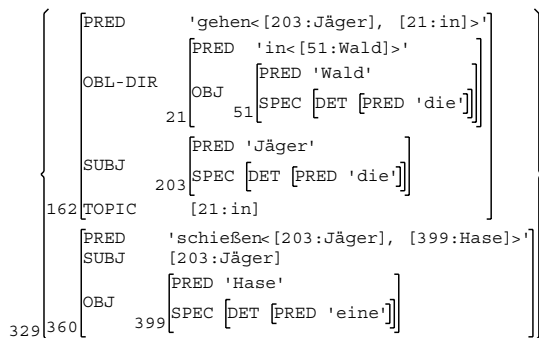 PRED 'gehen<[203:Jäger], [21:in]>'
PRED 'in<[51:Wald]>'
OBL-DIR
PRED 'Wald'
OBJ
51
SPEC [DET [PRED 'die']]
21
PRED 'Jäger'
SUBJ
203
SPEC [DET [PRED 'die']]
162 TOPIC [21:in]
PRED 'schießen<[203:Jäger], [399:Hase]>'
SUBJ [203:Jäger]
PRED 'Hase'
OBJ
399
SPEC [DET [PRED 'eine']]
329 360